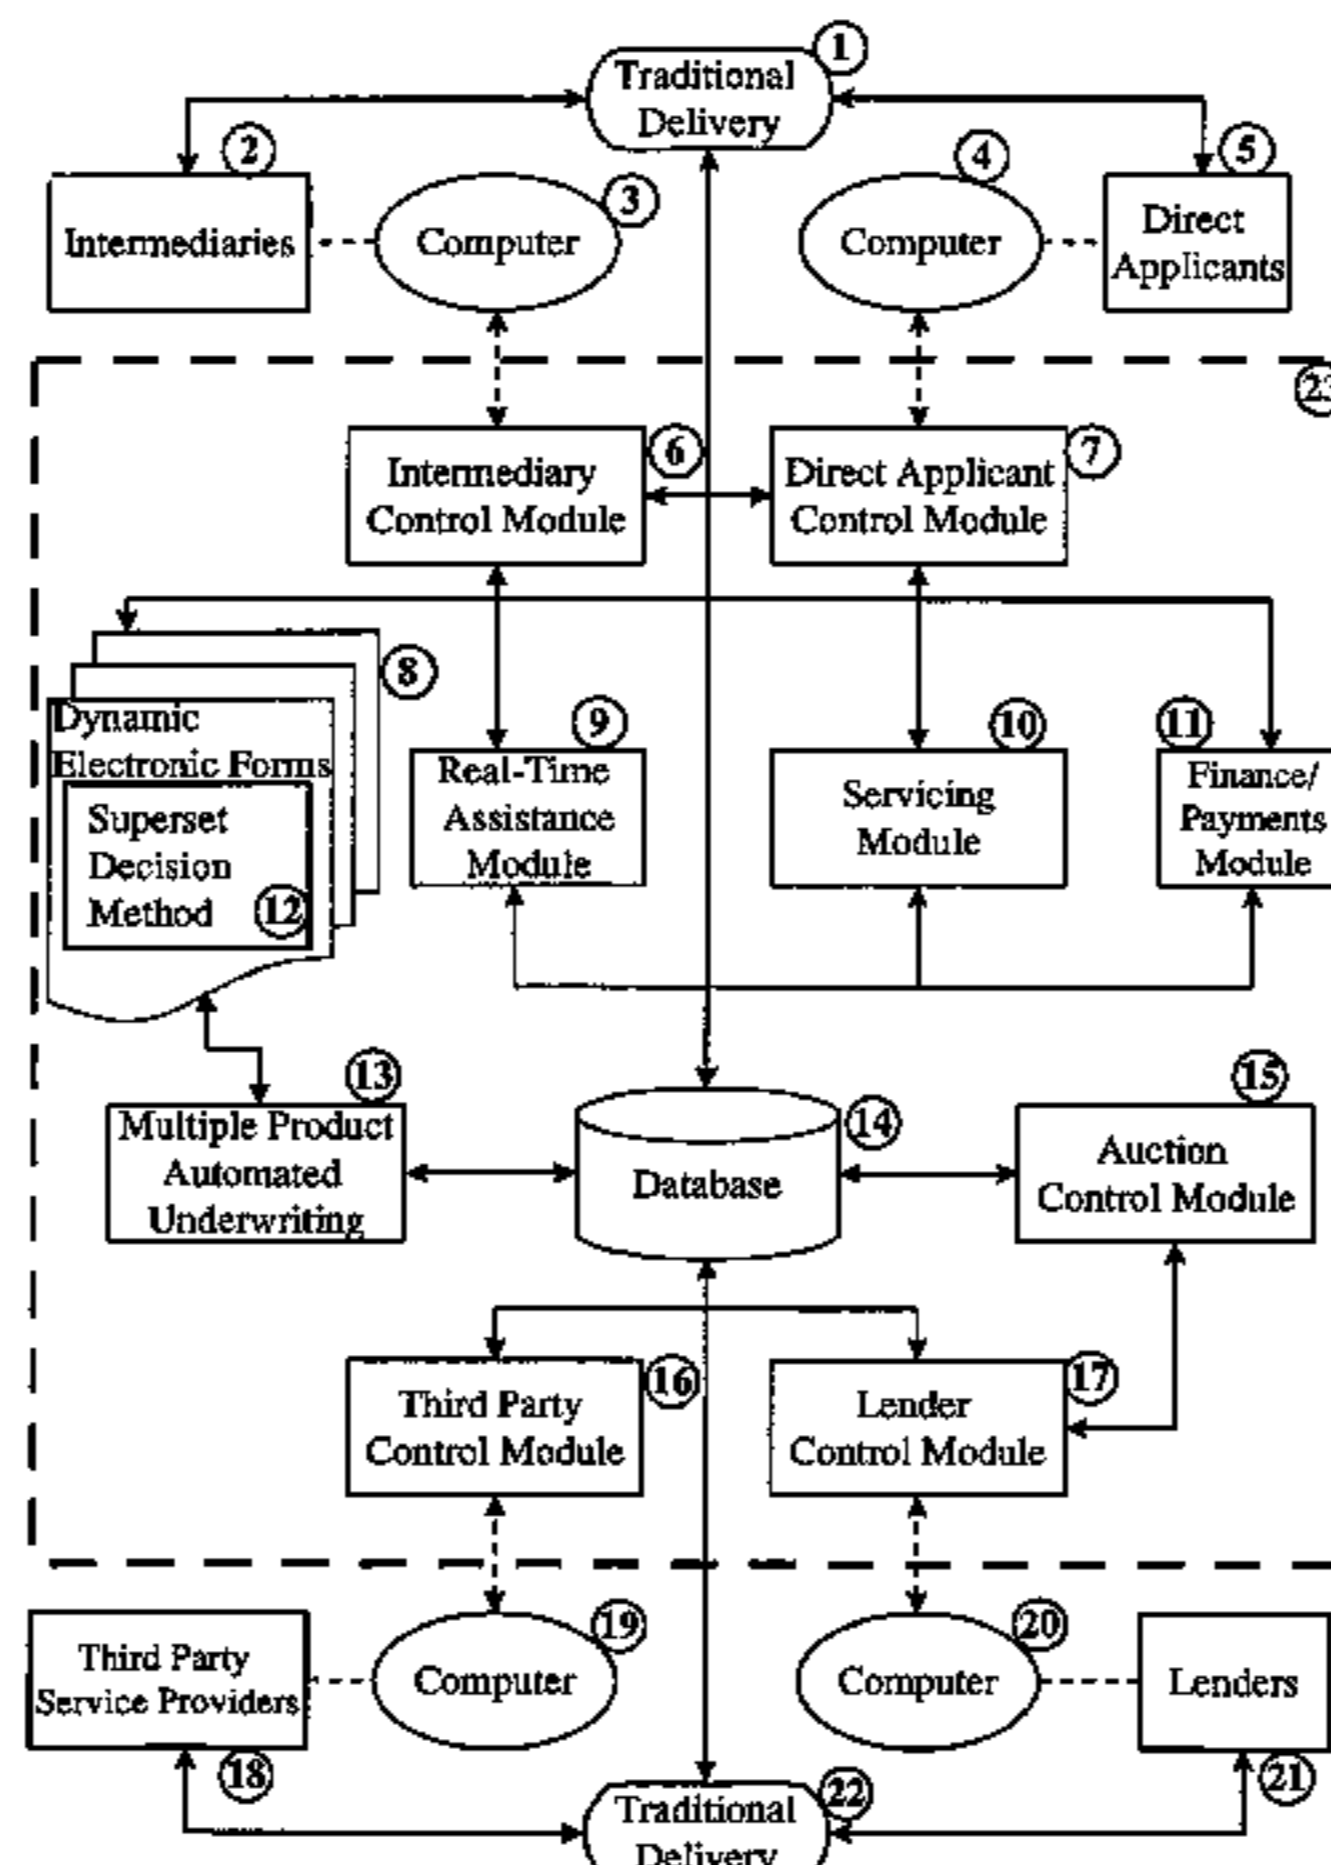 1
Traditional
Delivery
2
Intermediaries
3
Computer
4
Computer
5
Direct
Applicants
23
6
Intermediary
Control Module
7
Direct Applicant
Control Module
8
Dynamic
Electronic Forms
Superset
Decision
Method
12
9
Real-Time
Assistance
Module
10
Servicing
Module
11
Finance/
Payments
Module
13
Multiple Product
Automated
Underwriting
14
Database
15
Auction
Control Module
16
Third Party
Control Module
17
Lender
Control Module
Third Party
Service Providers
18
19
Computer
20
Computer
Lenders
21
22
Traditional
Delivery